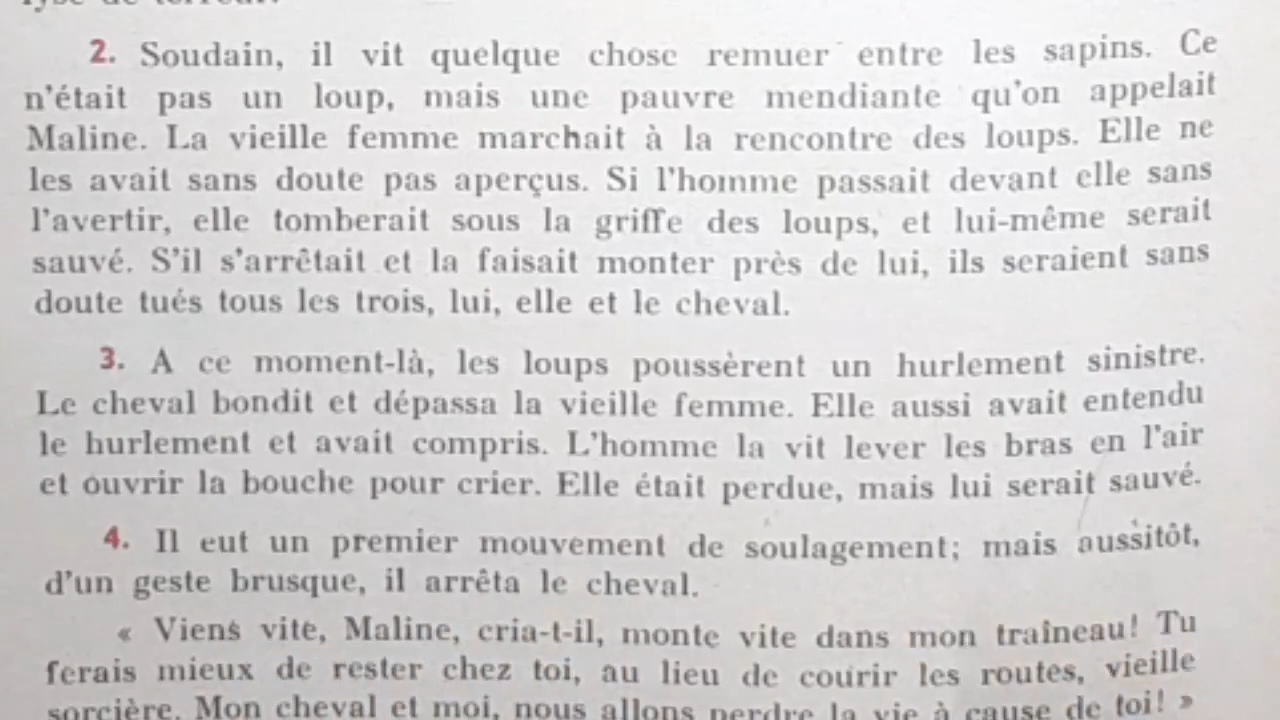 2. Soudain, il vit quelque chose remuer entre les sapins. Ce
n'était pas un loup, mais une pauvre mendiante qu'on appelait
Maline. La vieille femme marchait à la rencontre des loups. Elle ne
les avait sans doute pas aperçus. Si l'homme passait devant elle sans
l'avertir, elle tomberait sous la griffe des loups, et lui-même serait
sauvé. S'il s'arrêtait et la faisait monter près de lui, ils seraient sans
doute tués tous les trois, lui, elle et le cheval.
3. A ce moment-là, les loups poussèrent un hurlement sinistre.
Le cheval bondit et dépassa la vieille femme. Elle aussi avait entendu
le hurlement et avait compris. L'homme la vit lever les bras en l'air
et ouvrir la bouche pour crier. Elle était perdue, mais lui serait sauvé.
4. Il eut un premier mouvement de soulagement; mais aussitôt,
d'un geste brusque, il arrêta le cheval.
« Viens vite, Maline, cria-t-il, monte vite dans mon traîneau! Tu
ferais mieux de rester chez toi, au lieu de courir les routes, vieille
sorcière. Mon cheval et moi, nous allons perdre la vie à cause de toi! »